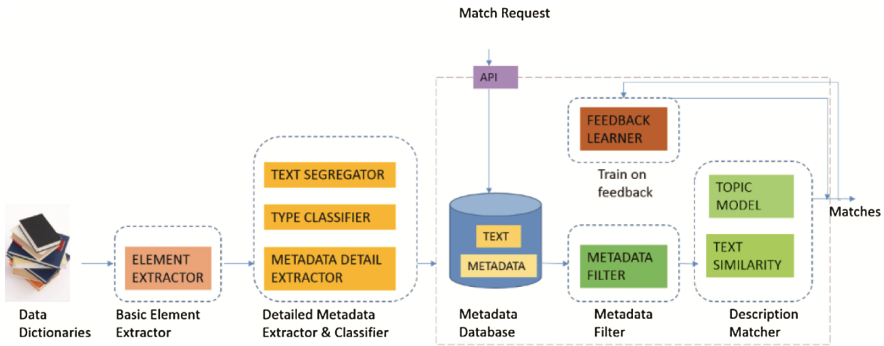 Match Request
API
FEEDBACK
LEARNER
Train on
feedback
TEXT SEGREGATOR
TYPE CLASSIFIER
METADATA DETAIL
EXTRACTOR
ELEMENT
EXTRACTOR
TEXT
METADATA
METADATA
FILTER
TOPIC
MODEL
TEXT
SIMILARITY
Matches
Data
Dictionaries
Basic Element
Extractor
Detailed Metadata
Extractor & Classifier
Metadata
Database
Metadata
Filter
Description
Matcher